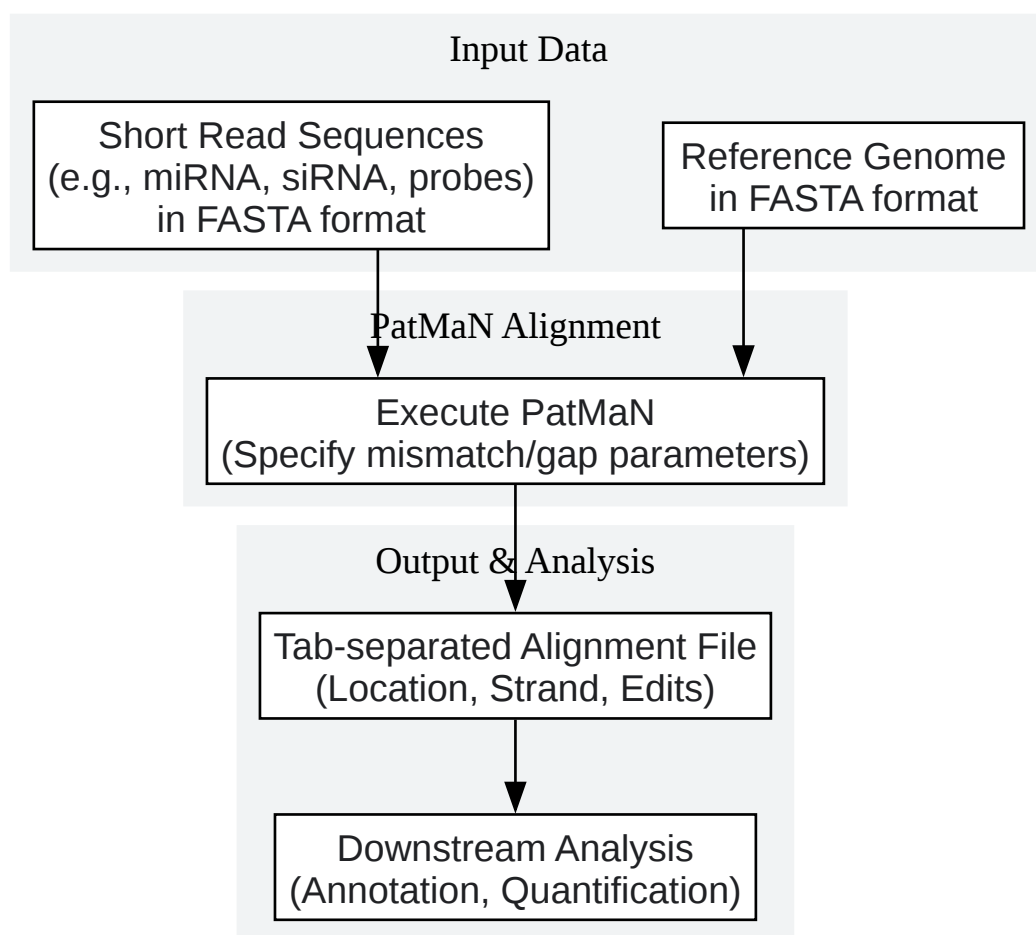 Input Data
Short Read Sequences
(e.g., miRNA, siRNA, probes)
in FASTA format
Reference Genome
in FASTA format
PatMaN Alignment
Execute PatMaN
(Specify mismatch/gap parameters)
Output & Analysis
Tab-separated Alignment File
(Location, Strand, Edits)
Downstream Analysis
(Annotation, Quantification)